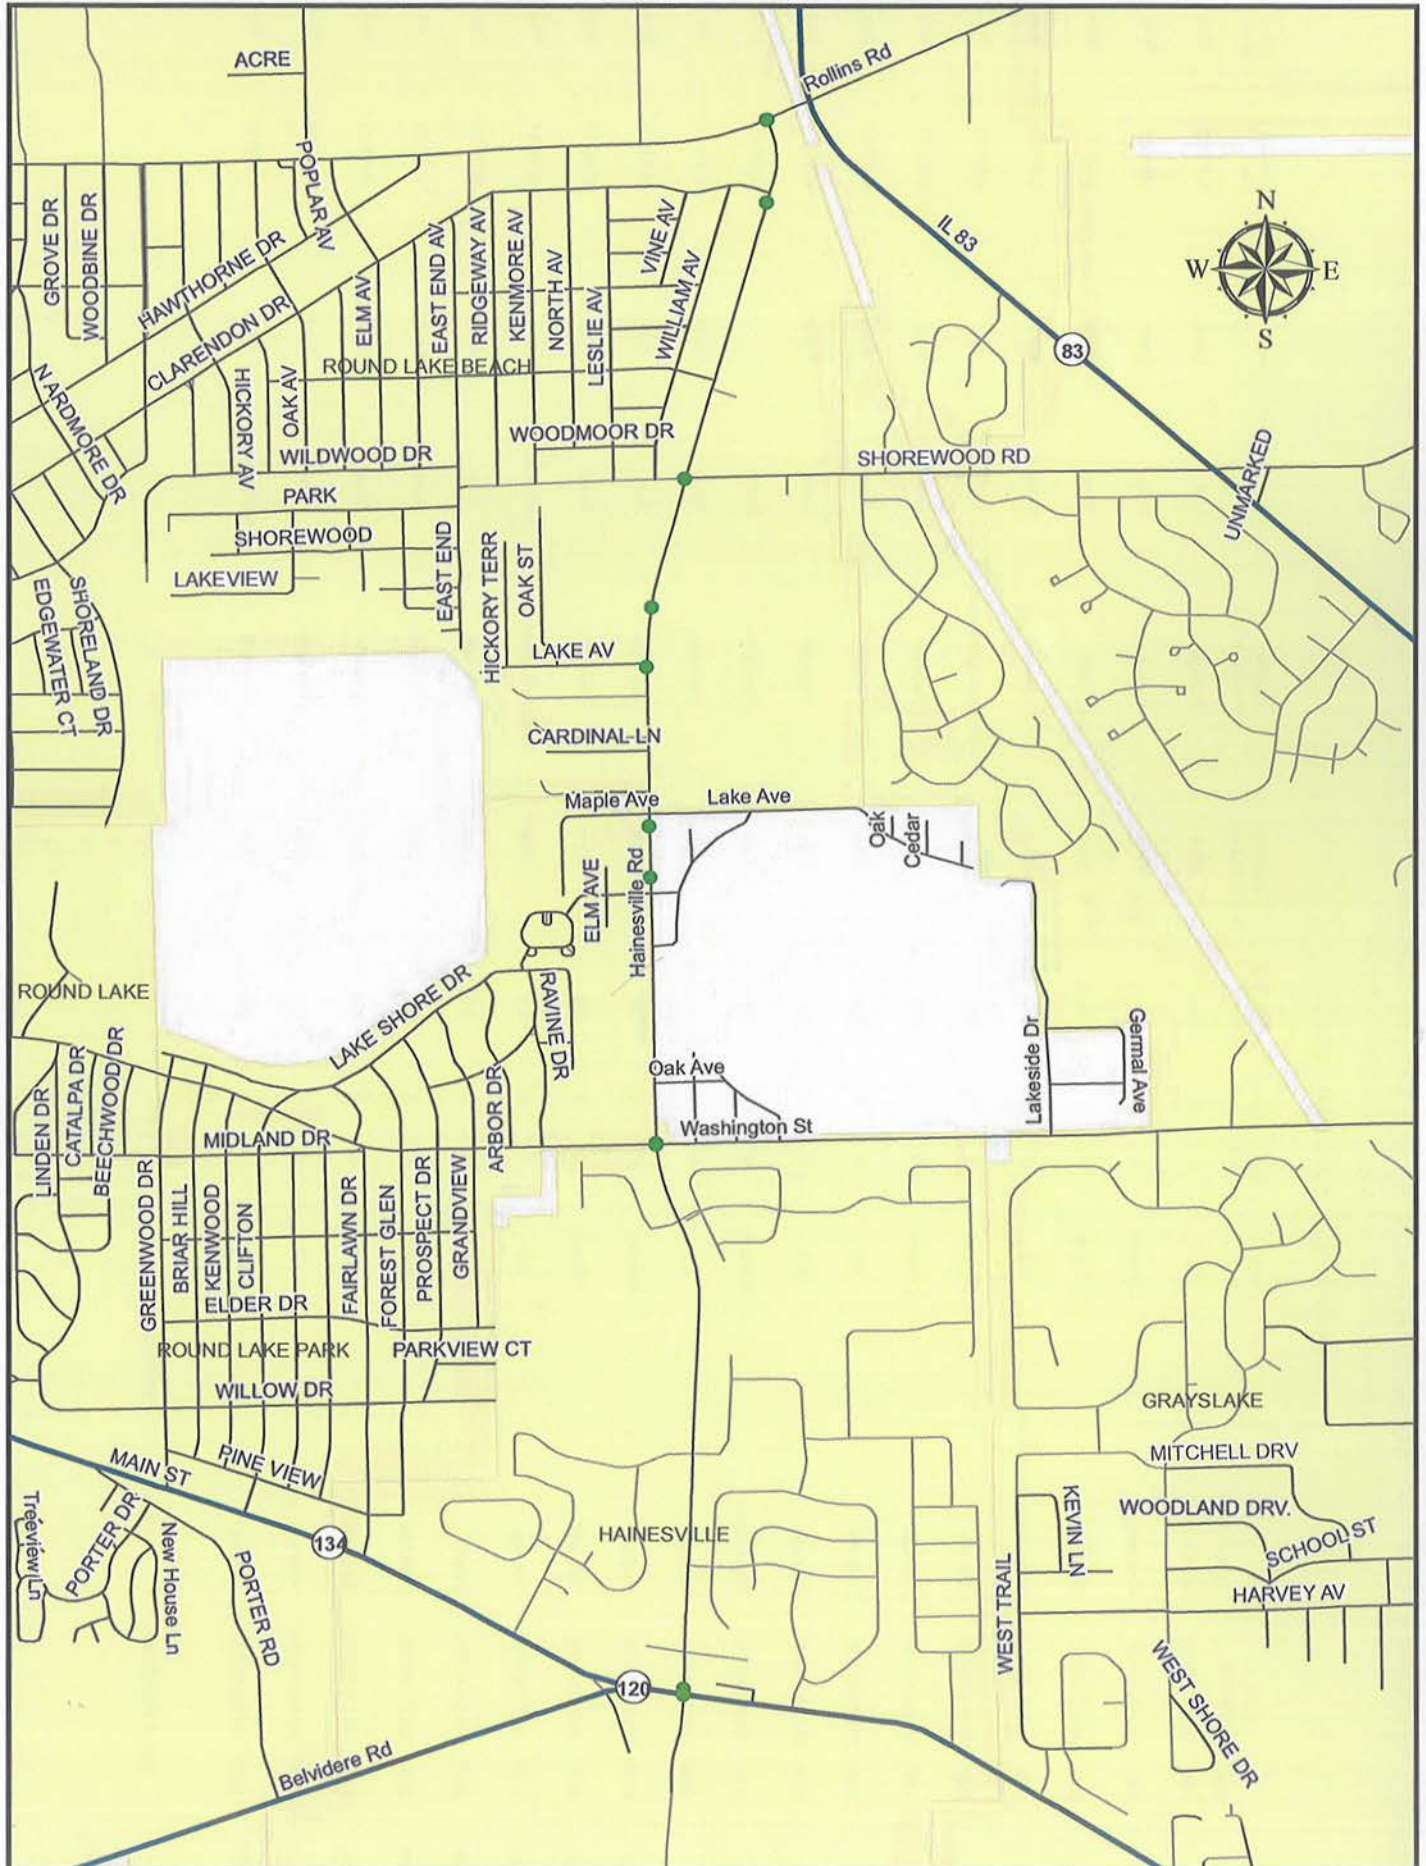 ACRE
Rollins Rd
POPLAR AV
GROVE DR
WOODBINE DR
HAWTHORNE DR
CLARENDON DR
ELM AV
EAST END AV
RIDGEWAY AV
KENMORE AV
NORTH AV
LESLIE AV
VINE AV
WILLIAM AV
IL 83
N
W
E
S
83
ROUND LAKE BEACH
N ARDMORE DR
HICKORY AV
OAK AV
WILDWOOD DR
WOODMOOR DR
SHOREWOOD RD
UNMARKED
PARK
SHOREWOOD
LAKEVIEW
EAST END
HICKORY TERR
OAK ST
EDGEWATER CT
SHORELAND DR
LAKE AV
CARDINAL LN
Maple Ave
Lake Ave
Oak
Cedar
ELM AVE
Hainesville Rd
ROUND LAKE
LAKE SHORE DR
RAVINE DR
Lakeside Dr
Germal Ave
LINDEN DR
CATALPA DR
BEECHWOOD DR
ARBOR DR
Oak Ave
Washington St
MIDLAND DR
GREENWOOD DR
BRIAR HILL
KENWOOD
CLIFTON
FAIRLAWN DR
FOREST GLEN
PROSPECT DR
GRANDVIEW
ELDER DR
ROUND LAKE PARK
PARKVIEW CT
WILLOW DR
GRAYSLAKE
MAIN ST
PINE VIEW
MITCHELL DRV
WOODLAND DRV.
SCHOOL ST
HARVEY AV
KEVIN LN
WEST TRAIL
WEST SHORE DR
HAINESVILLE
Treeview Ln
PORTER DR
New House Ln
PORTER RD
134
120
Belvidere Rd